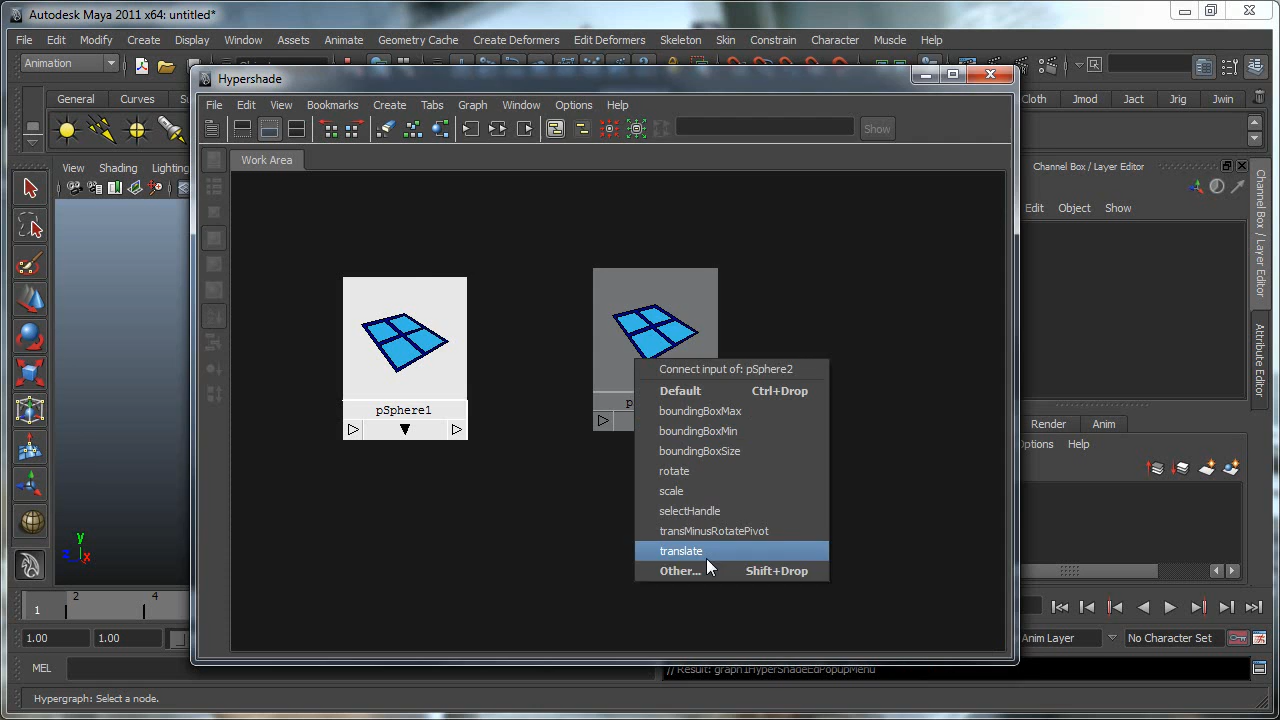 Autodesk Maya 2011 x64: untitled*
File Edit Modify Create Display Window Assets Animate Geometry Cache Create Deformers Edit Deformers Skeleton Skin Constrain Character Muscle Help
Animation
Hypershade
General Curves
Cloth Jmod Jact Jrig Jwin
File Edit View Bookmarks Create Tabs Graph Window Options Help
Show
Work Area
View Shading Lighting
Channel Box / Layer Editor
Edit Object Show
Channel Box / Layer Editor
Attribute Editor
pSphere1
Connect input of: pSphere2
Default Ctrl+Drop
boundingBoxMax
boundingBoxMin
boundingBoxSize
rotate
scale
selectHandle
transMinusRotatePivot
translate
Other... Shift+Drop
Render Anim
Options Help
y
z x
1 2 4
1.00 1.00
Anim Layer No Character Set
MEL
// Result: graph1HyperShadeEdPopupMenu
Hypergraph: Select a node.